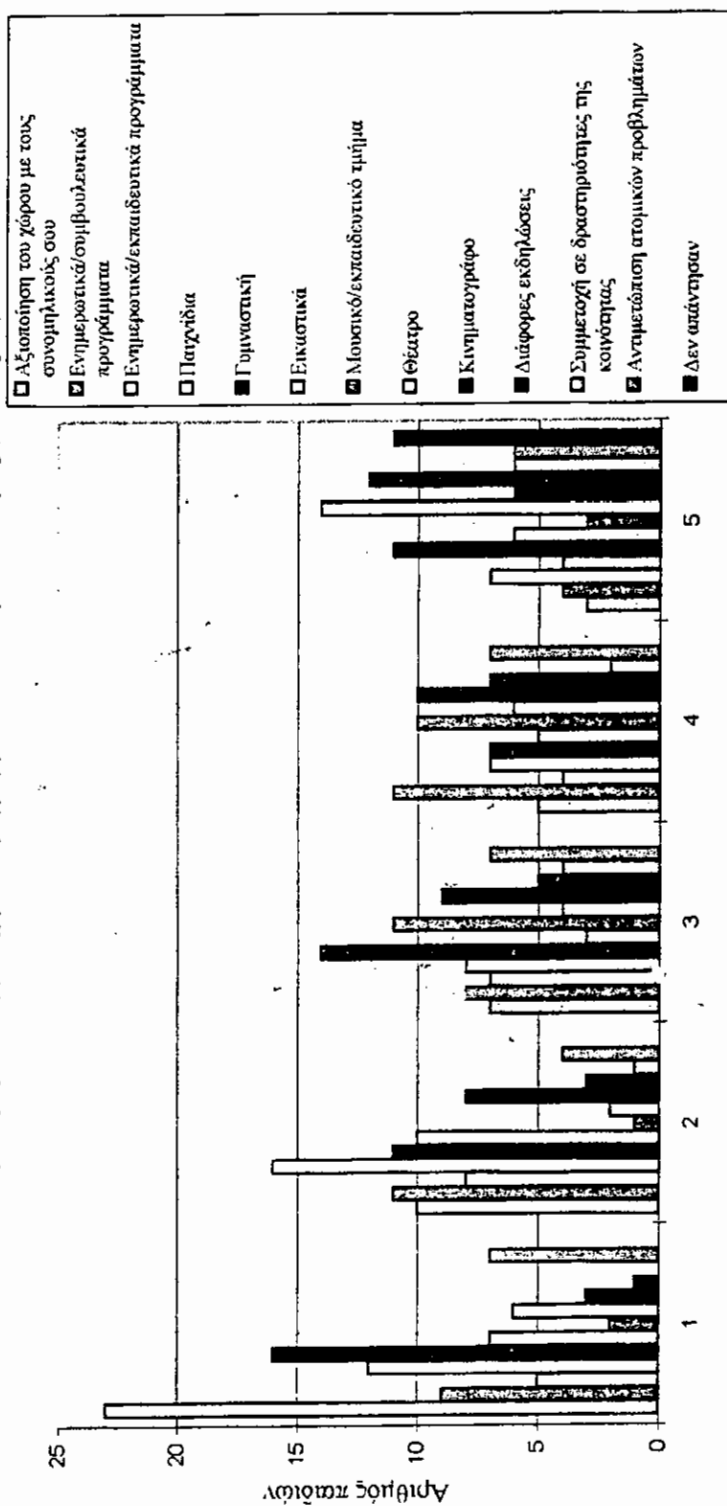 Αριθμός παιδιών
25
20
15
10
5
0
1
2
3
4
5
Αξιοποίηση του χώρου με τους
συνομηλικούς σου
Ενημερωτικά/συμβουλευτικά
προγράμματα
Ενημερωτικά/εκπαιδευτικά προγράμματα
Παιχνίδια
Γυμναστική
Εικαστικά
Μουσικό/εκπαιδευτικό τμήμα
Θέατρο
Κινηματογράφο
Διάφορες εκδηλώσεις
Συμμετοχή σε δραστηριότητες της
κοινότητας
Αντιμετώπιση ατομικών προβλημάτων
Δεν απάντησαν